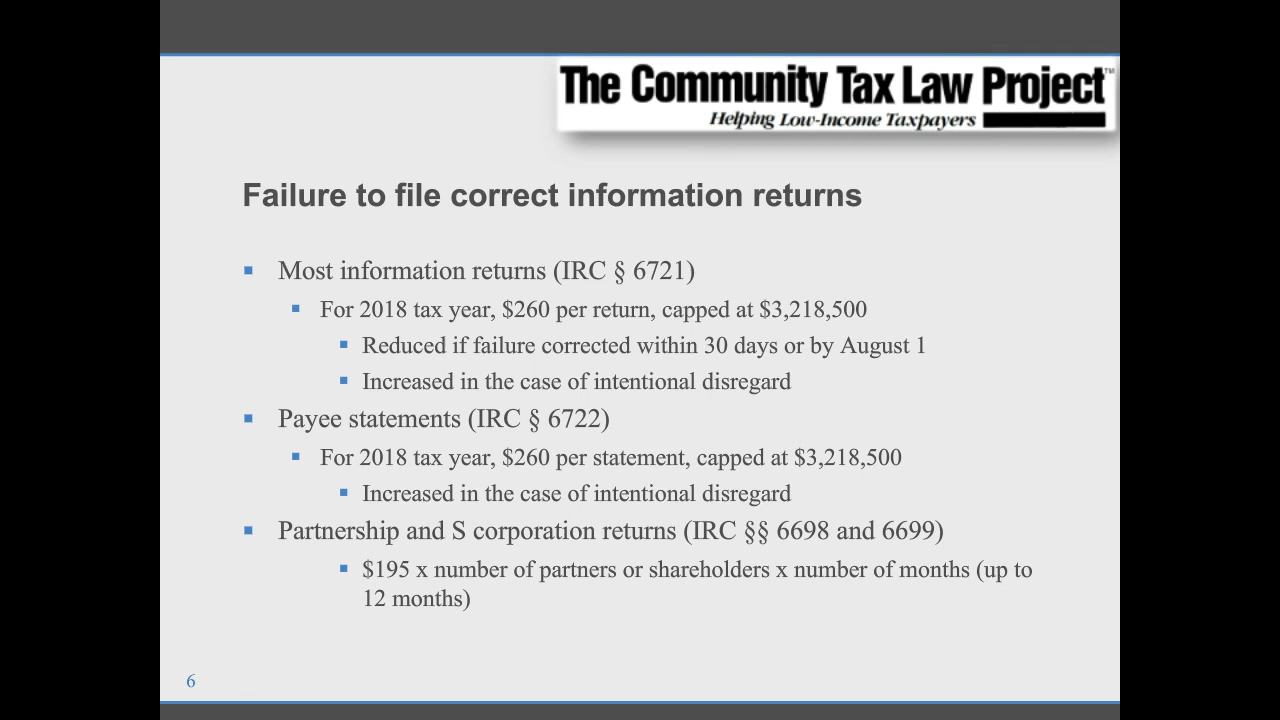 The Community Tax Law Project™
Helping Low-Income Taxpayers
Failure to file correct information returns
Most information returns (IRC § 6721)
For 2018 tax year, $260 per return, capped at $3,218,500
Reduced if failure corrected within 30 days or by August 1
Increased in the case of intentional disregard
Payee statements (IRC § 6722)
For 2018 tax year, $260 per statement, capped at $3,218,500
Increased in the case of intentional disregard
Partnership and S corporation returns (IRC §§ 6698 and 6699)
$195 x number of partners or shareholders x number of months (up to
12 months)
6